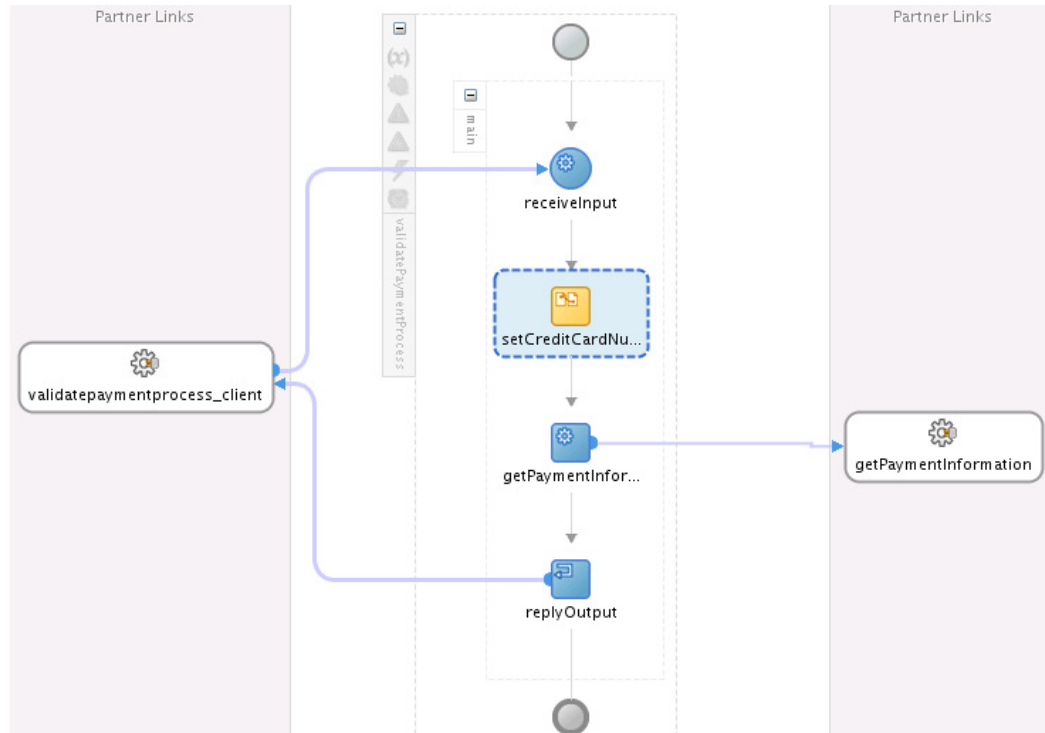 Partner Links
Partner Links
(x)
main
receiveInput
validatePaymentProcess
setCreditCardNu...
validatepaymentprocess_client
getPaymentInformation
getPaymentInfor...
replyOutput